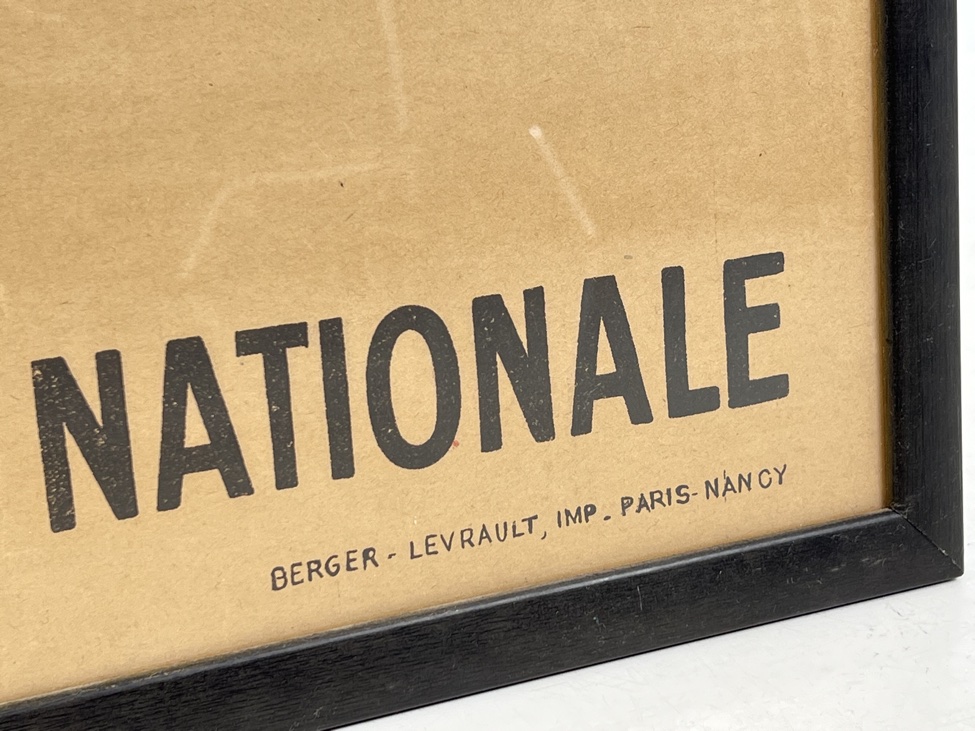 NATIONALE
BERGER - LEVRAULT, IMP. PARIS-NANCY